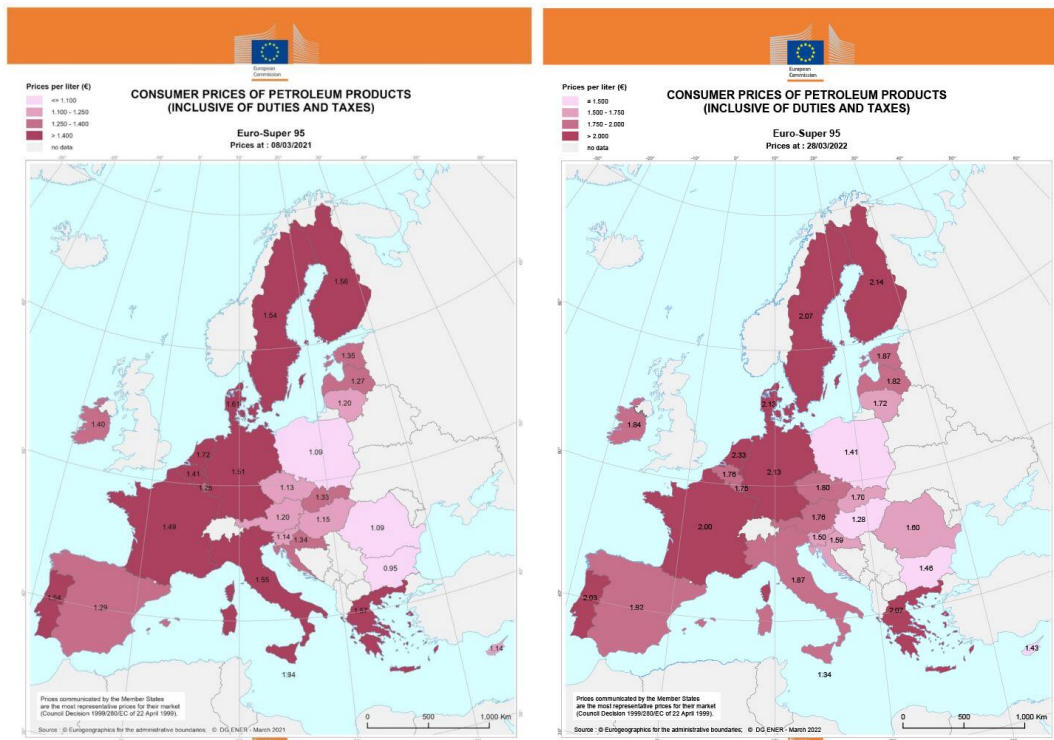 European
Commission
Prices per liter (€)
<= 1.100
1.100 - 1.250
1.250 - 1.400
> 1.400
no data
CONSUMER PRICES OF PETROLEUM PRODUCTS
(INCLUSIVE OF DUTIES AND TAXES)
Euro-Super 95
Prices at : 08/03/2021
1.56
1.54
1.35
1.27
1.20
1.61
1.40
1.72
1.51
1.09
1.41
1.13
1.33
1.20
1.15
1.49
1.09
1.14
1.34
0.95
1.55
1.29
1.57
1.14
Prices communicated by the Member States
are the most representative prices for their market
(Council Decision 1999/280/EC of 22 April 1999).
0 500 1,000 Km
Source : © Eurogeographics for the administrative boundaries; © DG ENER - March 2021
European
Commission
Prices per liter (€)
1.500
1.500 - 1.750
1.750 - 2.000
> 2.000
no data
CONSUMER PRICES OF PETROLEUM PRODUCTS
(INCLUSIVE OF DUTIES AND TAXES)
Euro-Super 95
Prices at : 28/03/2022
2.14
2.07
1.87
1.82
1.72
2.13
1.84
2.33
1.41
2.13
1.76
1.80
1.70
1.76
1.28
2.00
1.60
1.50
1.59
1.46
1.87
2.03
2.07
1.43
1.34
Prices communicated by the Member States
are the most representative prices for their market
(Council Decision 1999/280/EC of 22 April 1999).
0 500 1,000 Km
Source : © Eurogeographics for the administrative boundaries; © DG ENER - March 2022